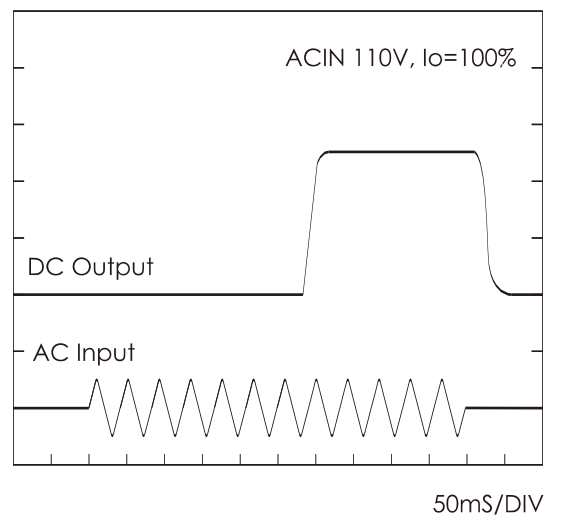 ACIN 110V, Io=100%
DC Output
AC Input
50mS/DIV